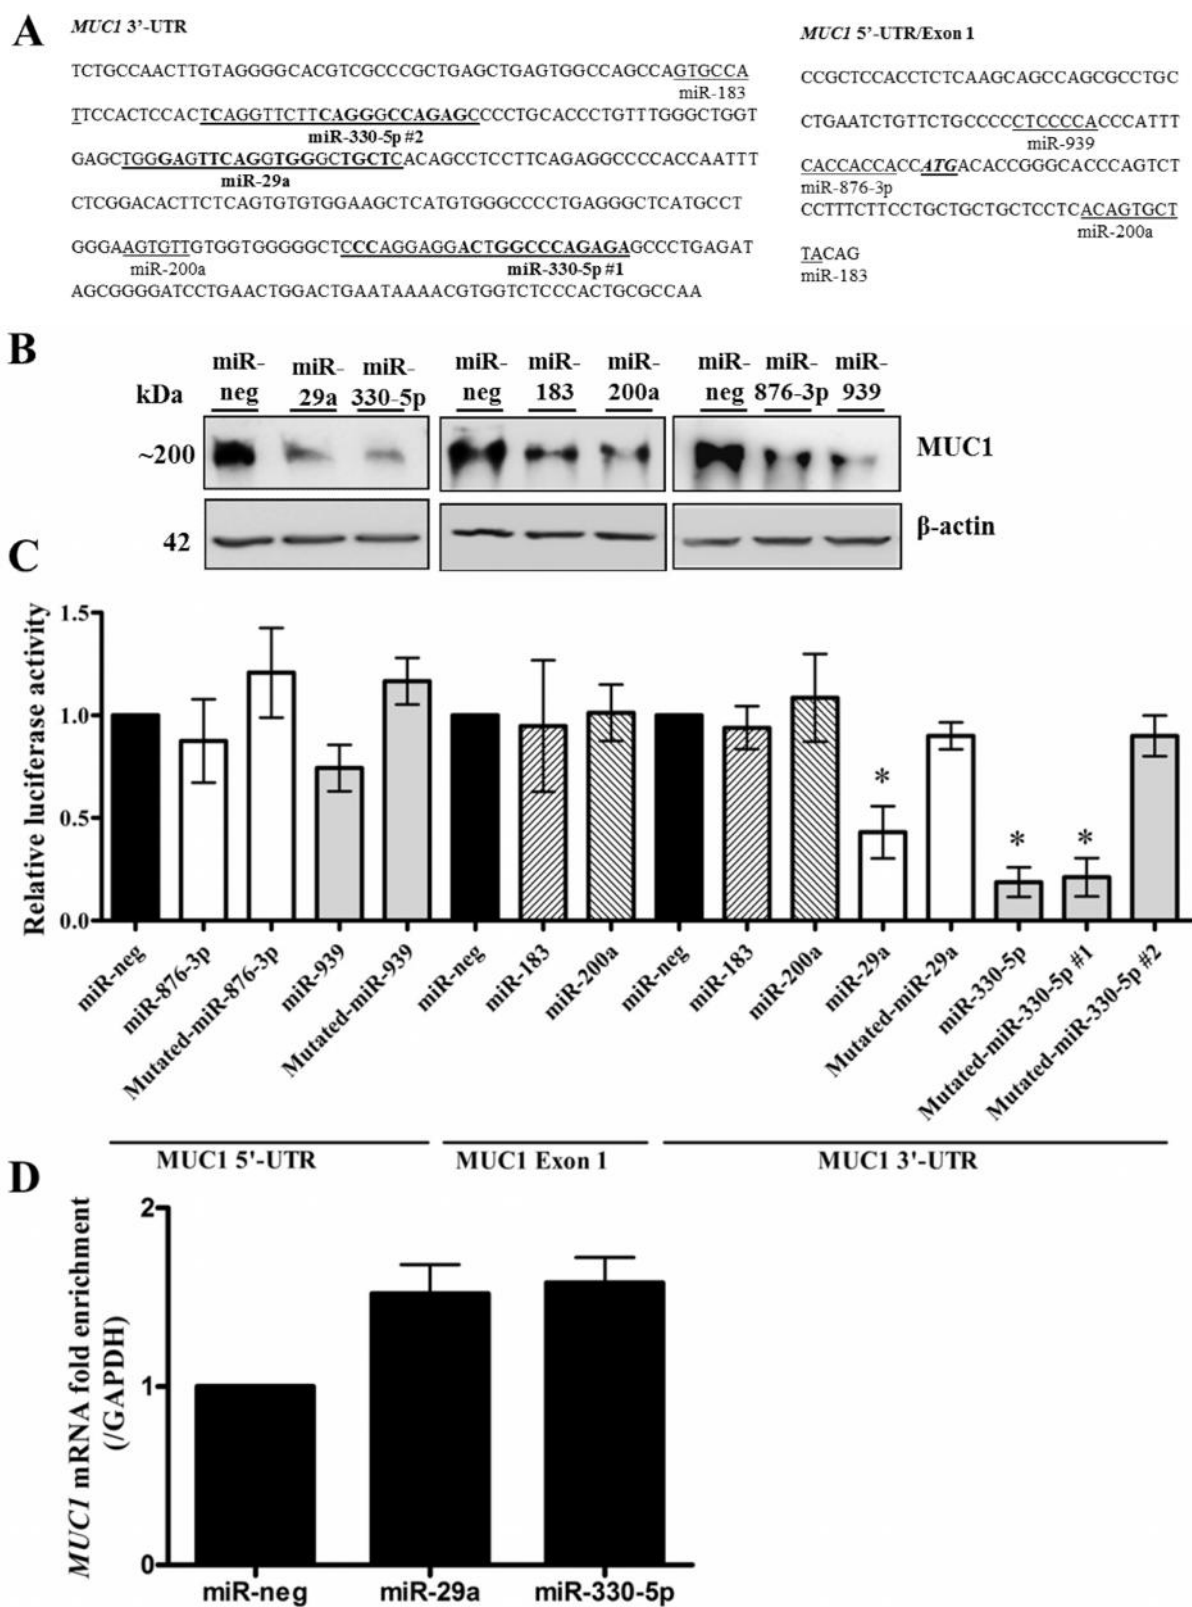 A
MUC1 3’-UTR
TCTGCCAACTTGTAGGGGCACGTCGCCCGCTGAGCTGAGTGGCCAGCCAGTGCCA
miR-183
TTCCACTCCACTCAGGTTCTTCAGGGCCAGAGCCCCTGCACCCTGTTTGGGCTGGT
miR-330-5p #2
GAGCTGGGAGTTCAGGTGGGCTGCTCACAGCCTCCTTCAGAGGCCCCACCAATTT
miR-29a
CTCGGACACTTCTCAGTGTGTGGAAGCTCATGTGGGCCCCTGAGGGCTCATGCCT
GGGAAGTGTTGTGGTGGGGGCTCCCAGGAGGACTGGCCCAGAGAGCCCTGAGAT
miR-200a miR-330-5p #1
AGCGGGGATCCTGAACTGGACTGAATAAAACGTGGTCTCCCACTGCGCCAA
MUC1 5’-UTR/Exon 1
CCGCTCCACCTCTCAAGCAGCCAGCGCCTGC
CTGAATCTGTTCTGCCCCCTCCCCACCCATTT
miR-939
CACCACCACCATGACACCGGGCACCCAGTCT
miR-876-3p
CCTTTCTTCCTGCTGCTGCTCCTCACAGTGCT
miR-200a
TACAG
miR-183
B
kDa
miR-neg miR-29a miR-330-5p
miR-neg miR-183 miR-200a
miR-neg miR-876-3p miR-939
~200
MUC1
42
β-actin
C
Relative luciferase activity
1.5
1.0
0.5
0.0
*
*
*
miR-neg
miR-876-3p
Mutated-miR-876-3p
miR-939
Mutated-miR-939
miR-neg
miR-183
miR-200a
miR-neg
miR-183
miR-200a
miR-29a
Mutated-miR-29a
miR-330-5p
Mutated-miR-330-5p #1
Mutated-miR-330-5p #2
MUC1 5'-UTR
MUC1 Exon 1
MUC1 3'-UTR
D
MUC1 mRNA fold enrichment
(/GAPDH)
2
1
0
miR-neg
miR-29a
miR-330-5p